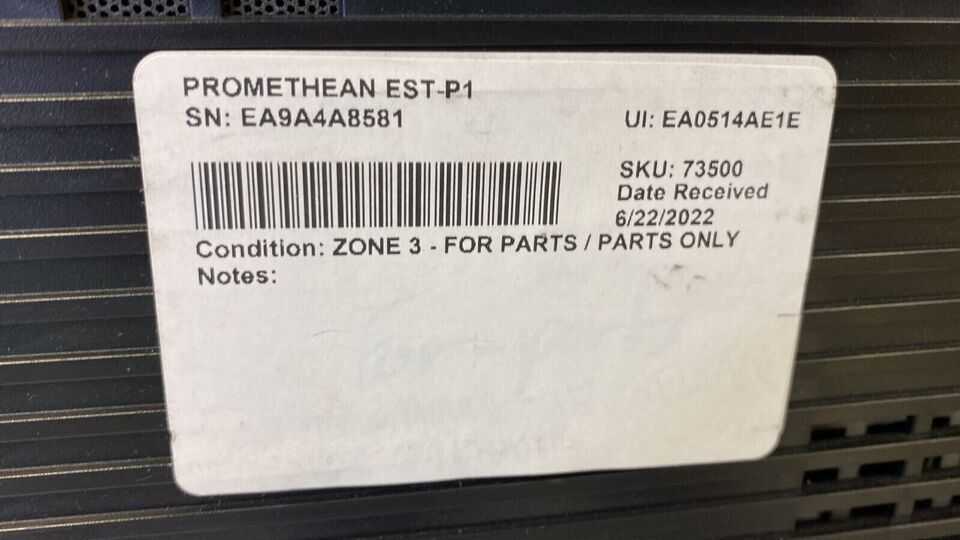 PROMETHEAN EST-P1
SN: EA9A4A8581
UI: EA0514AE1E
SKU: 73500
Date Received
6/22/2022
Condition: ZONE 3 - FOR PARTS / PARTS ONLY
Notes: